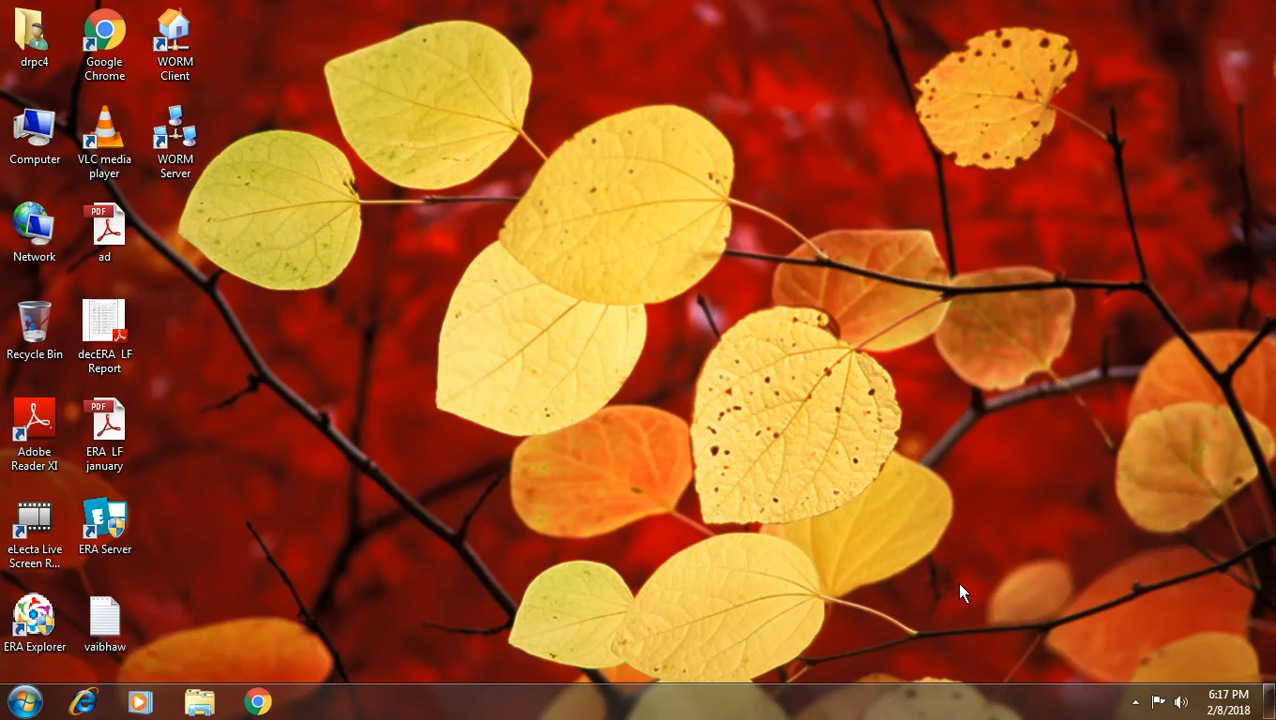 drpc4
Google
Chrome
WORM
Client
Computer
VLC media
player
WORM
Server
PDF
Network
ad
Recycle Bin
decERA LF
Report
PDF
Adobe
Reader XI
ERA LF
january
eLecta Live
Screen R...
ERA Server
ERA Explorer
vaibhaw
6:17 PM
2/8/2018